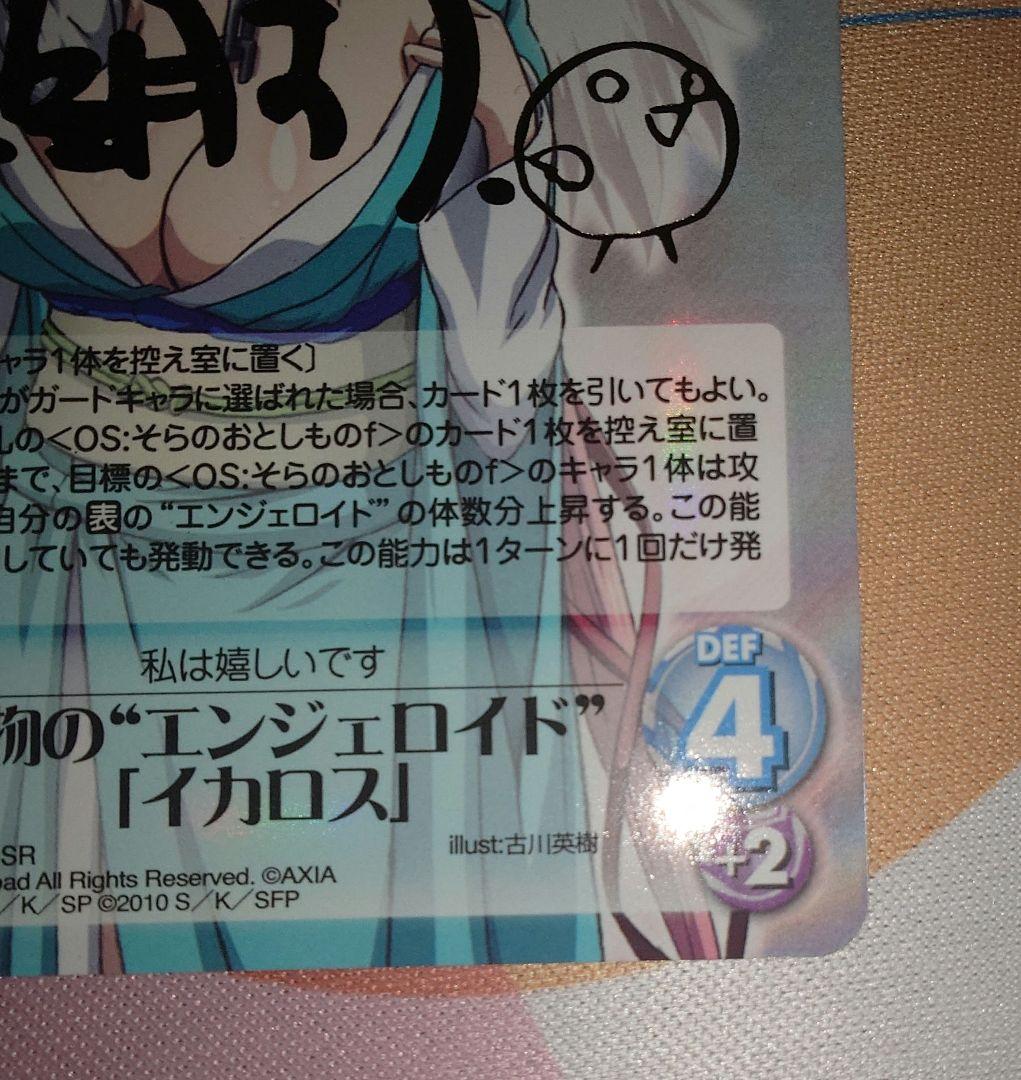 ャラ1体を控え室に置く〕
がガードキャラに選ばれた場合、カード1枚を引いてもよい。
の<OS:そらのおとしものf>のカード1枚を控え室に置
まで、目標の<OS:そらのおとしものf>のキャラ1体は攻
自分の表の“エンジェロイド”の体数分上昇する。この能
していても発動できる。この能力は1ターンに1回だけ発
私は嬉しいです
物の“エンジェロイド”
「イカロス」
DEF
4
+2
illust:古川英樹
SR
All Rights Reserved. ©AXIA
/K/SP ©2010 S/K/SFP